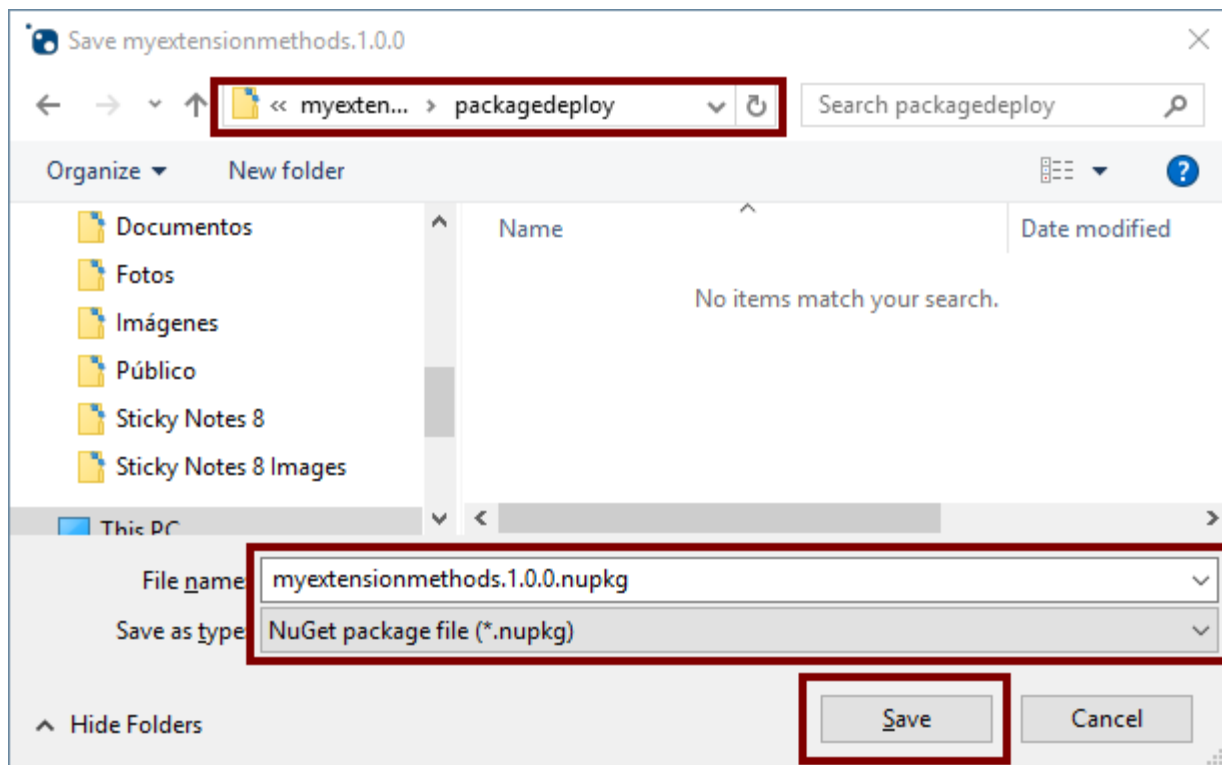 Save myextensionmethods.1.0.0
« myexten... > packagedeploy
Search packagedeploy
Organize
New folder
Documentos
Fotos
Imágenes
Público
Sticky Notes 8
Sticky Notes 8 Images
This PC
Name
Date modified
No items match your search.
File name:
myextensionmethods.1.0.0.nupkg
Save as type:
NuGet package file (*.nupkg)
Hide Folders
Save
Cancel